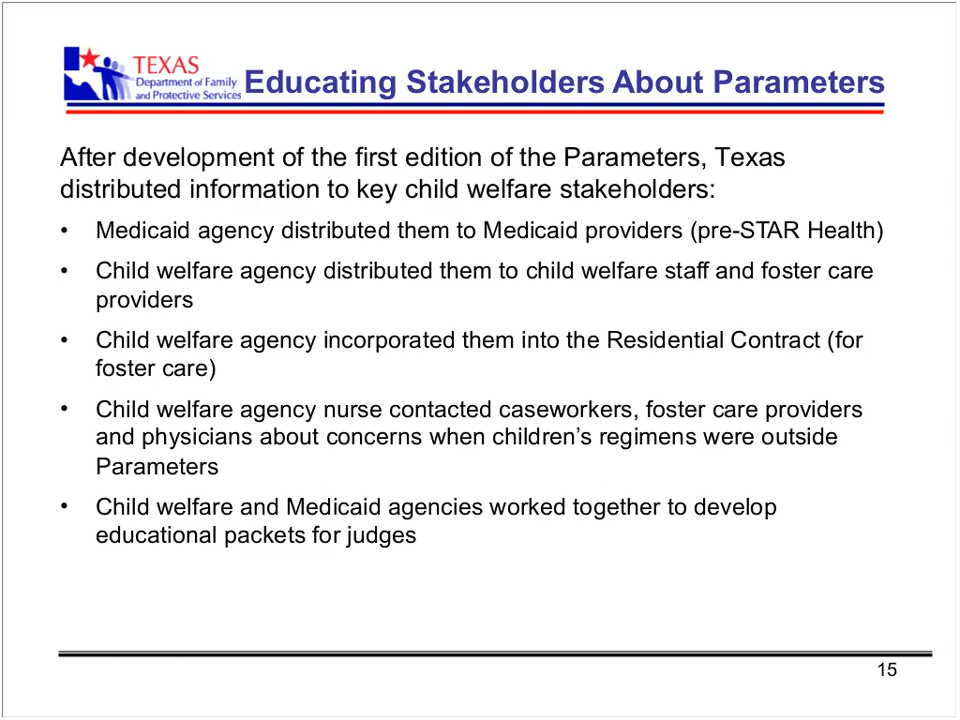 TEXAS
Department of Family
and Protective Services
Educating Stakeholders About Parameters
After development of the first edition of the Parameters, Texas
distributed information to key child welfare stakeholders:
• Medicaid agency distributed them to Medicaid providers (pre-STAR Health)
• Child welfare agency distributed them to child welfare staff and foster care
providers
• Child welfare agency incorporated them into the Residential Contract (for
foster care)
• Child welfare agency nurse contacted caseworkers, foster care providers
and physicians about concerns when children’s regimens were outside
Parameters
• Child welfare and Medicaid agencies worked together to develop
educational packets for judges
15